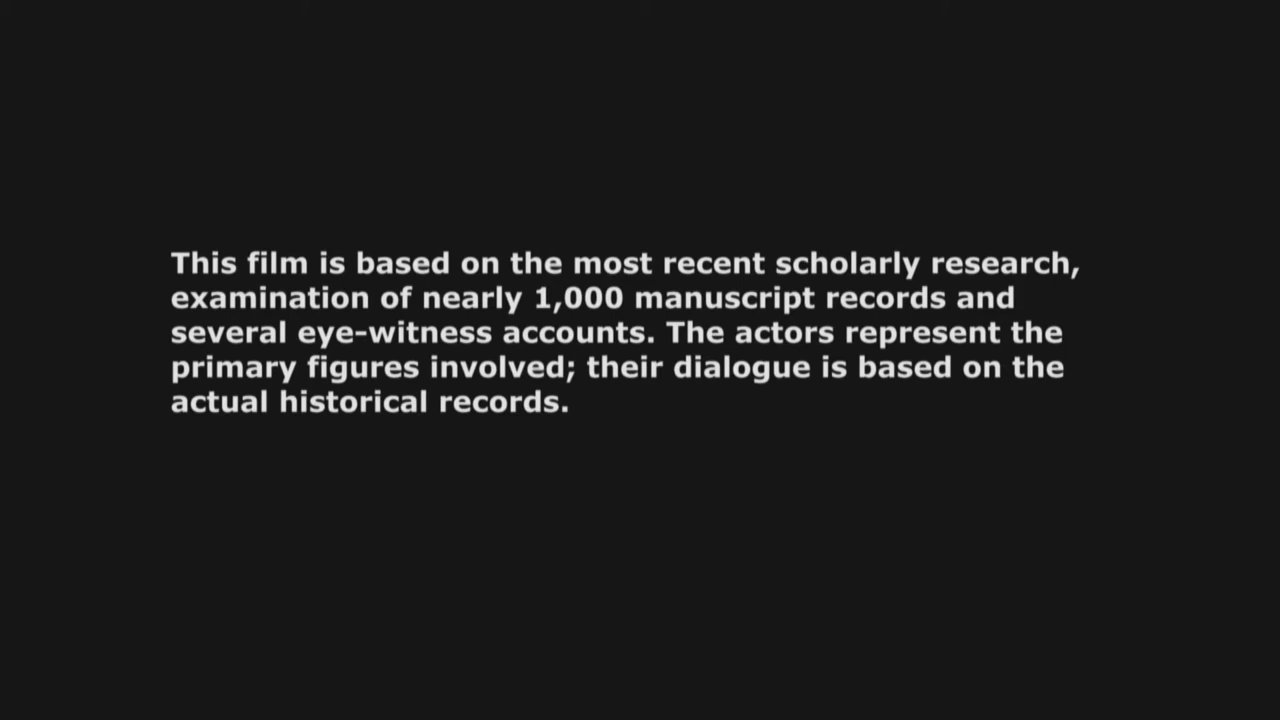 This film is based on the most recent scholarly research,
examination of nearly 1,000 manuscript records and
several eye-witness accounts. The actors represent the
primary figures involved; their dialogue is based on the
actual historical records.